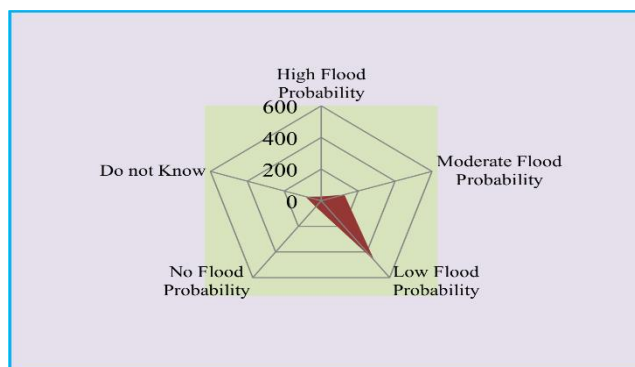 High Flood
Probability
600
400
200
0
Do not Know
Moderate Flood
Probability
No Flood
Probability
Low Flood
Probability